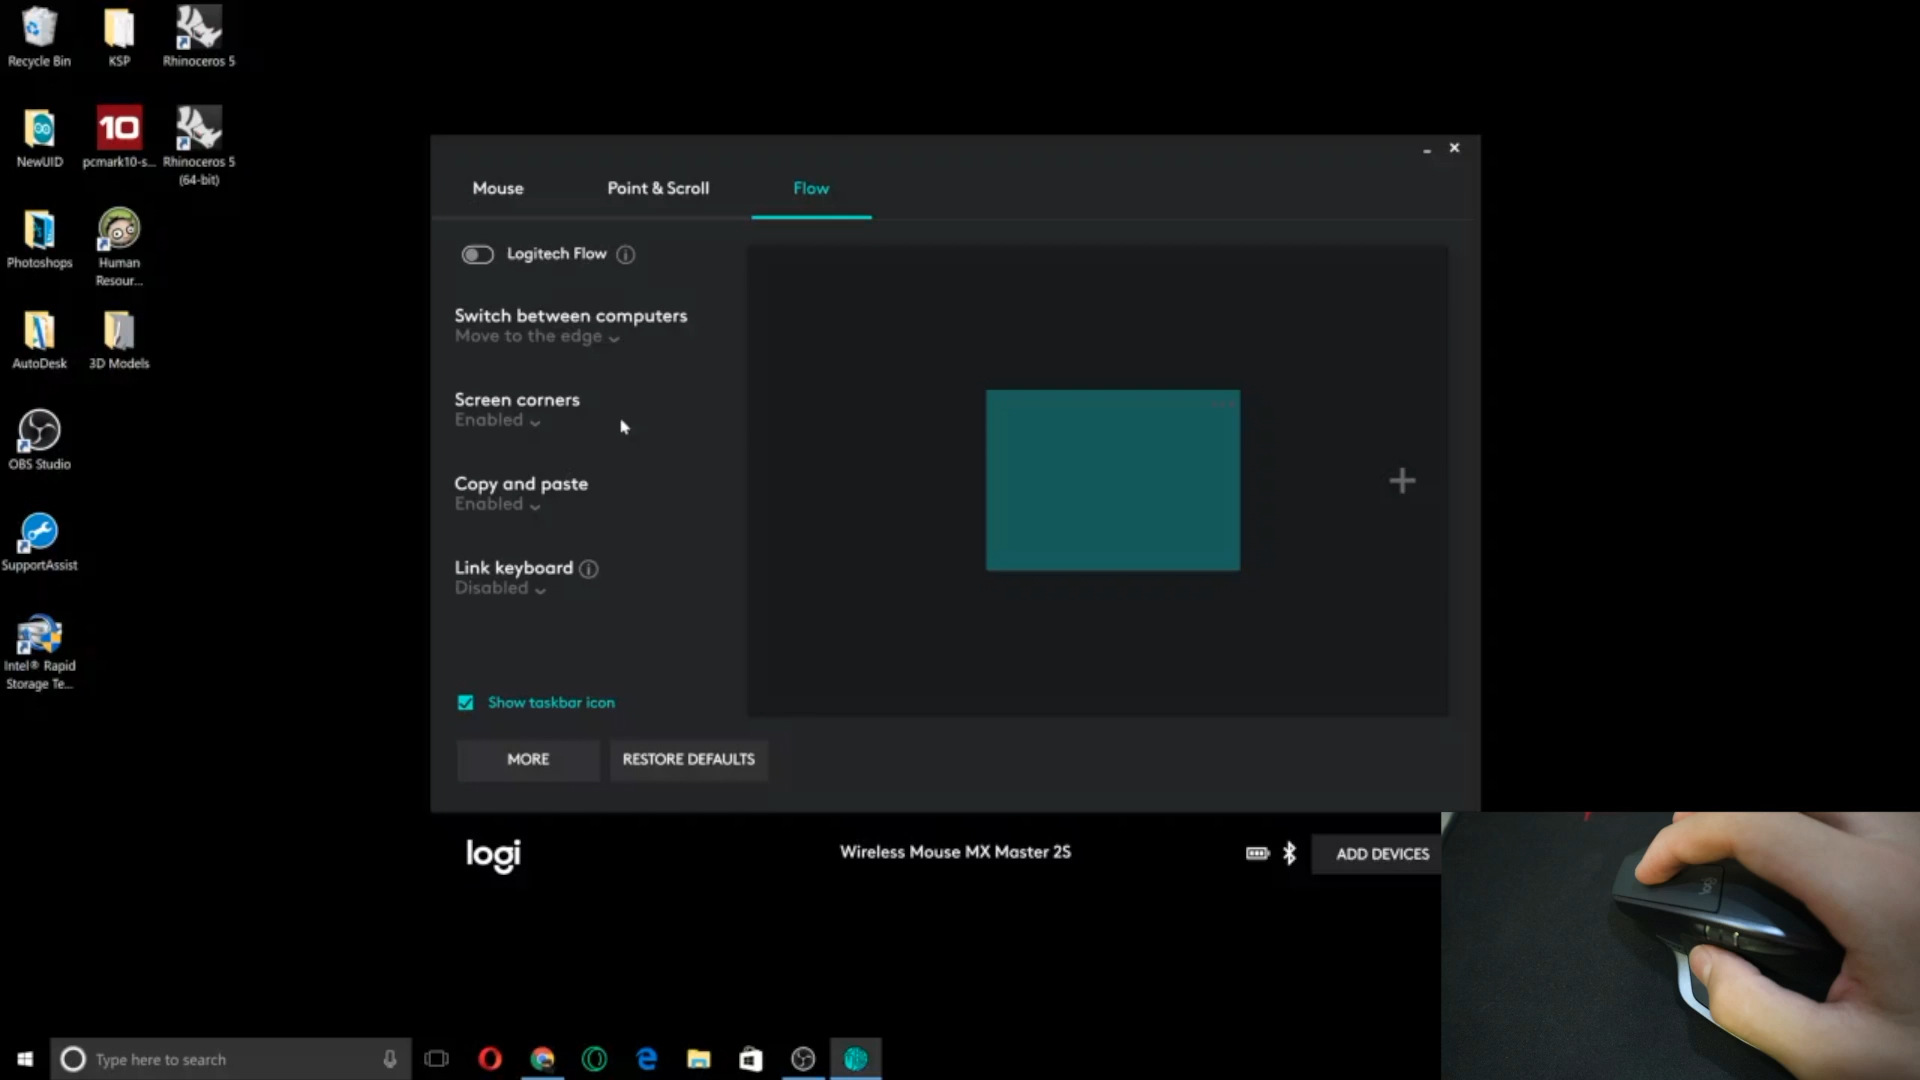 Recycle Bin
KSP
Rhinoceros 5
NewUID
10
pcmark10-s...
Rhinoceros 5
(64-bit)
Photoshops
Human
Resour...
AutoDesk
3D Models
OBS Studio
SupportAssist
Intel® Rapid
Storage Te...
Mouse
Point & Scroll
Flow
Logitech Flow
Switch between computers
Move to the edge
Screen corners
Enabled
Copy and paste
Enabled
Link keyboard
Disabled
Show taskbar icon
MORE
RESTORE DEFAULTS
logi
Wireless Mouse MX Master 2S
ADD DEVICES
logi
Type here to search